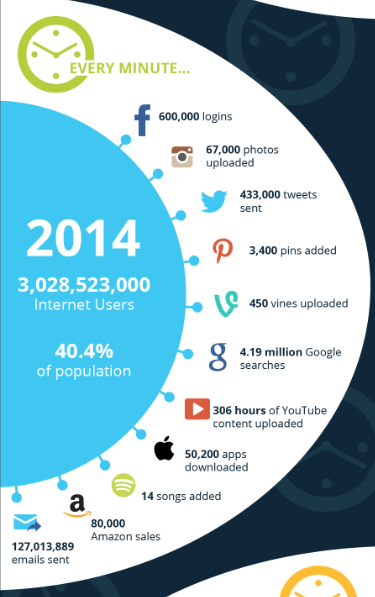 EVERY MINUTE...
600,000 logins
67,000 photos
uploaded
433,000 tweets
sent
3,400 pins added
450 vines uploaded
4.19 million Google
searches
306 hours of YouTube
content uploaded
50,200 apps
downloaded
14 songs added
80,000
Amazon sales
127,013,889
emails sent
2014
3,028,523,000
Internet Users
40.4%
of population